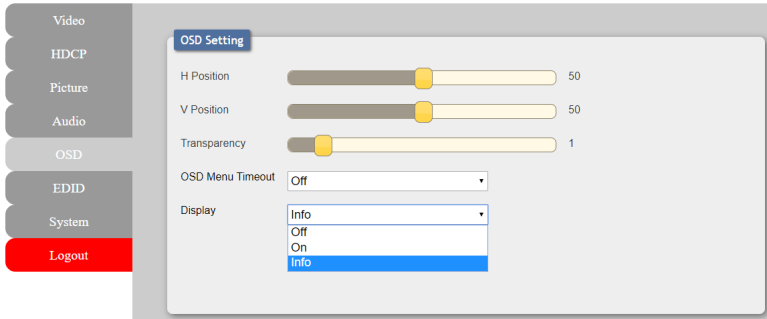 Video
HDCP
Picture
Audio
OSD
EDID
System
Logout
OSD Setting
H Position 50
V Position 50
Transparency 1
OSD Menu Timeout Off
Display Info
Off
On
Info